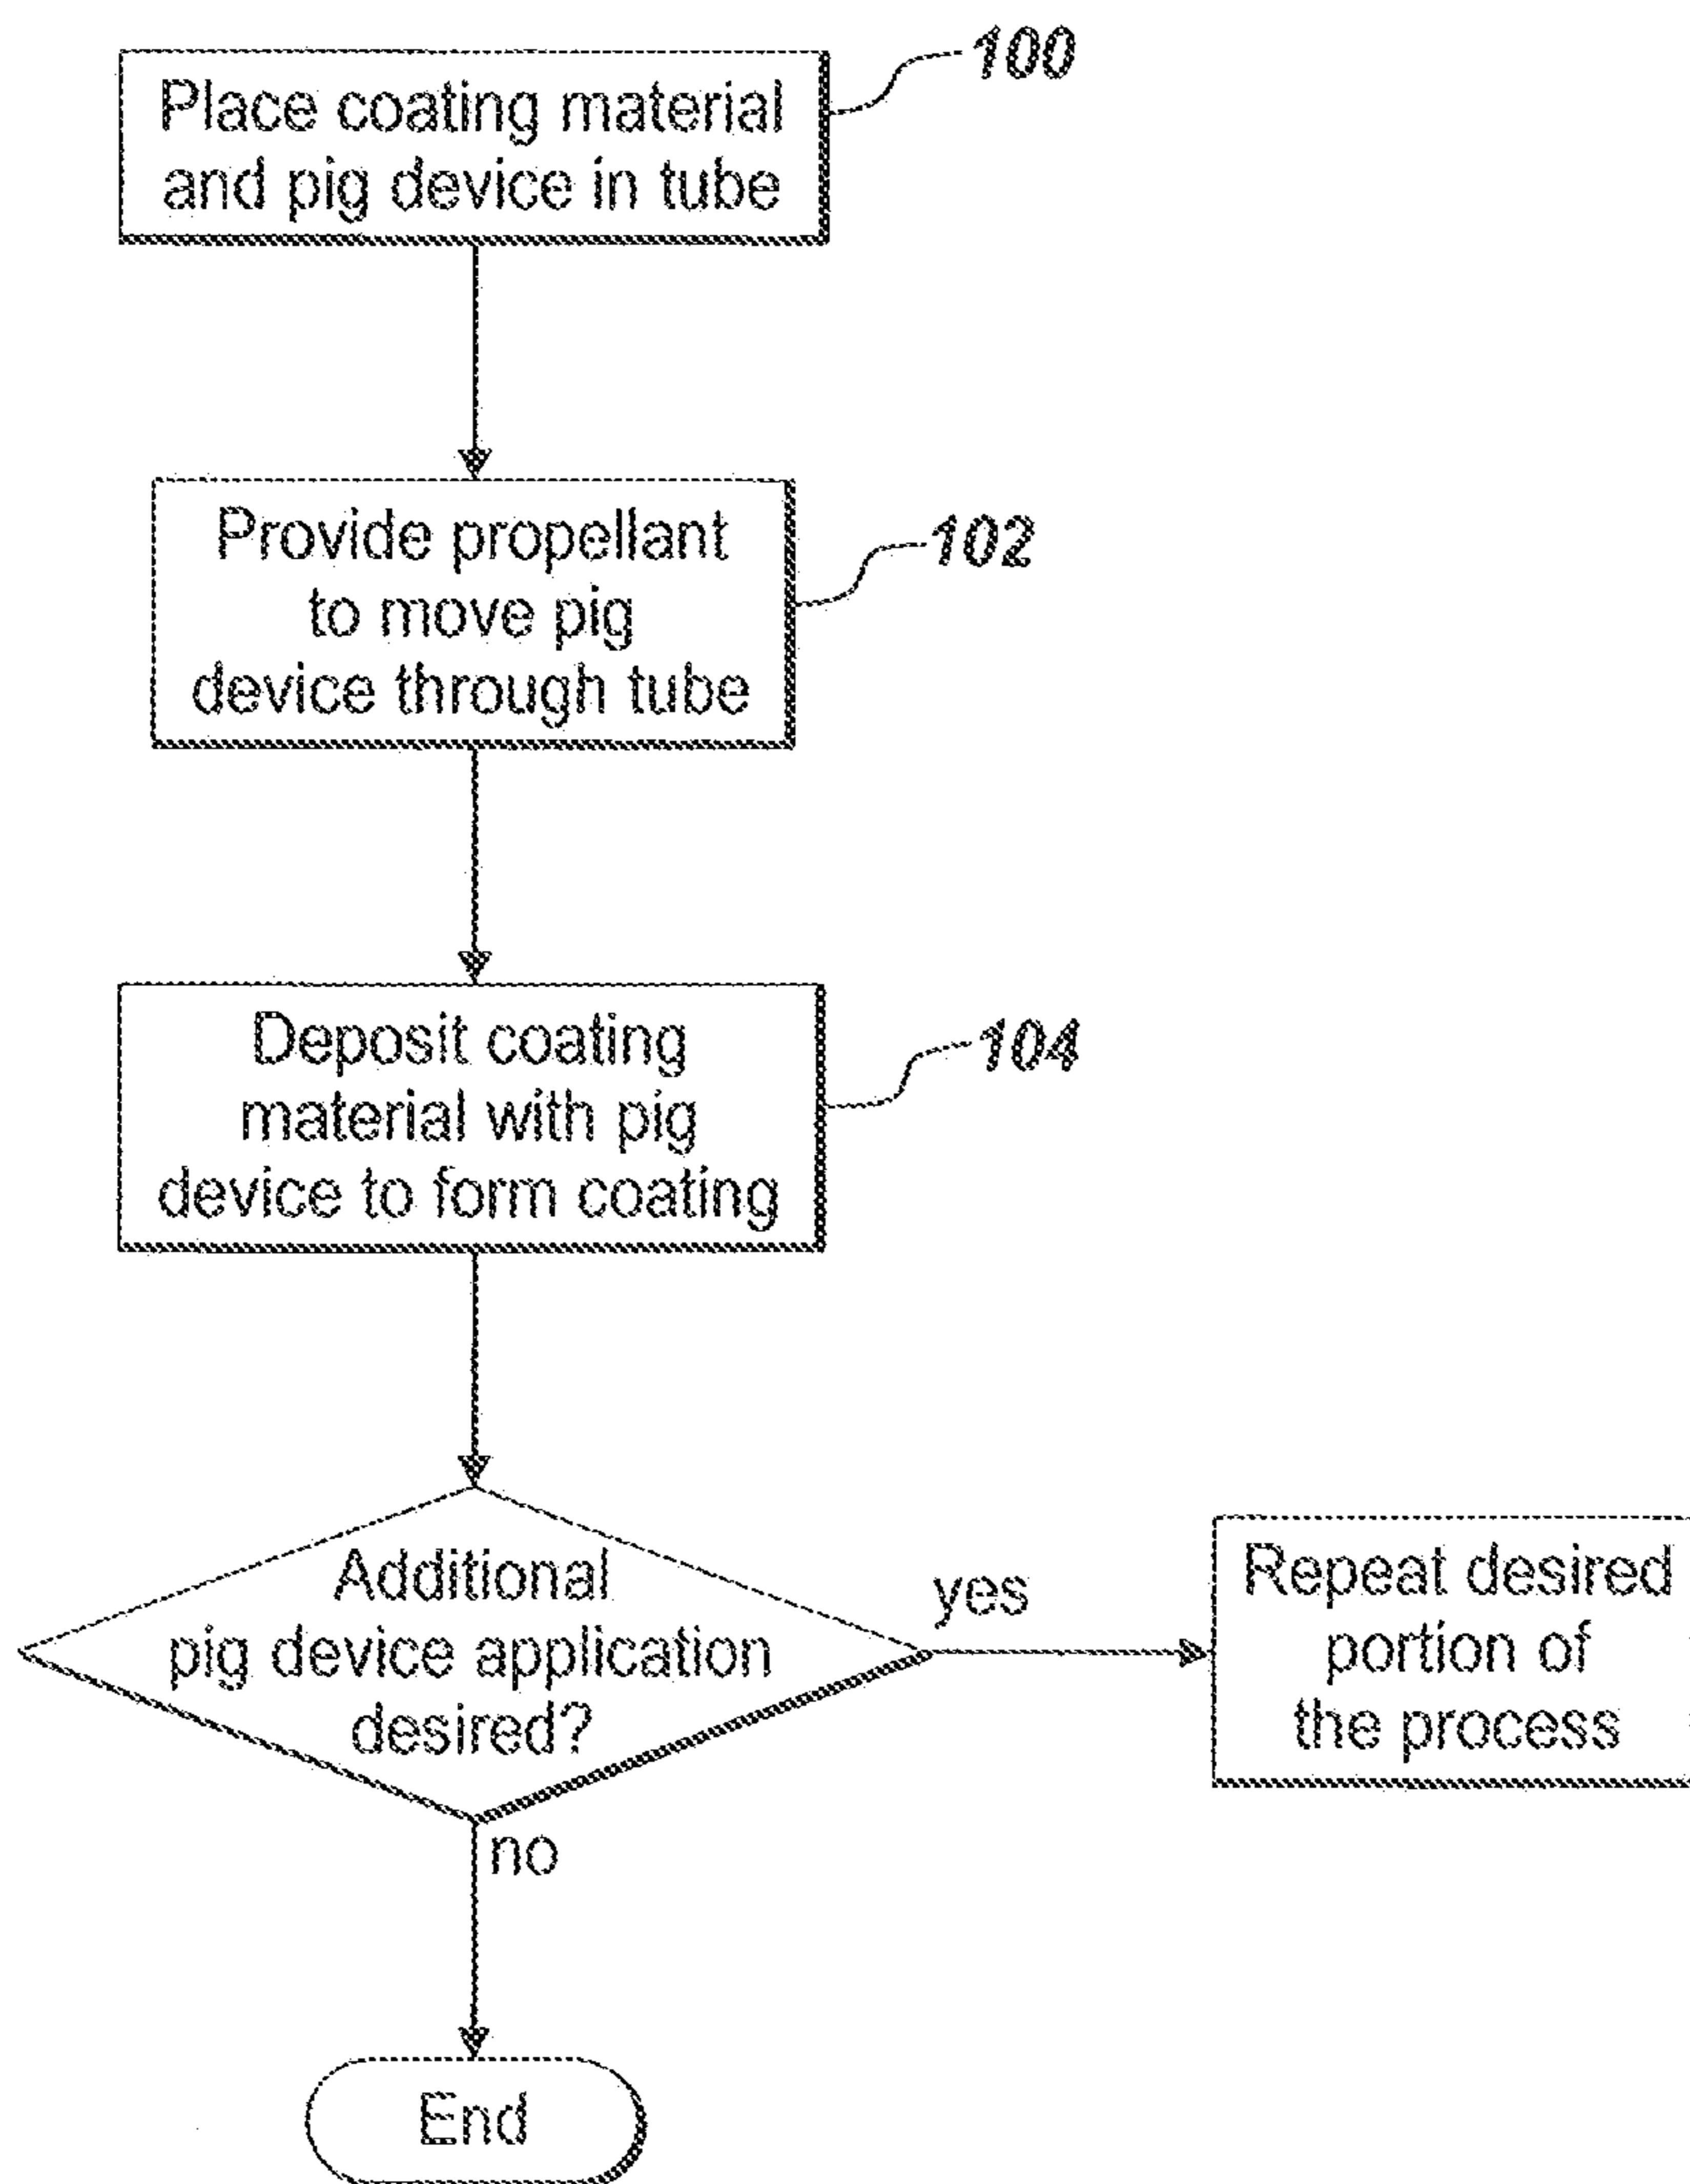 100
Place coating material
and pig device in tube
Provide propellant
to move pig
device through tube
102
Deposit coating
material with pig
device to form coating
104
Additional
pig device application
desired?
yes
Repeat desired
portion of
the process
no
End